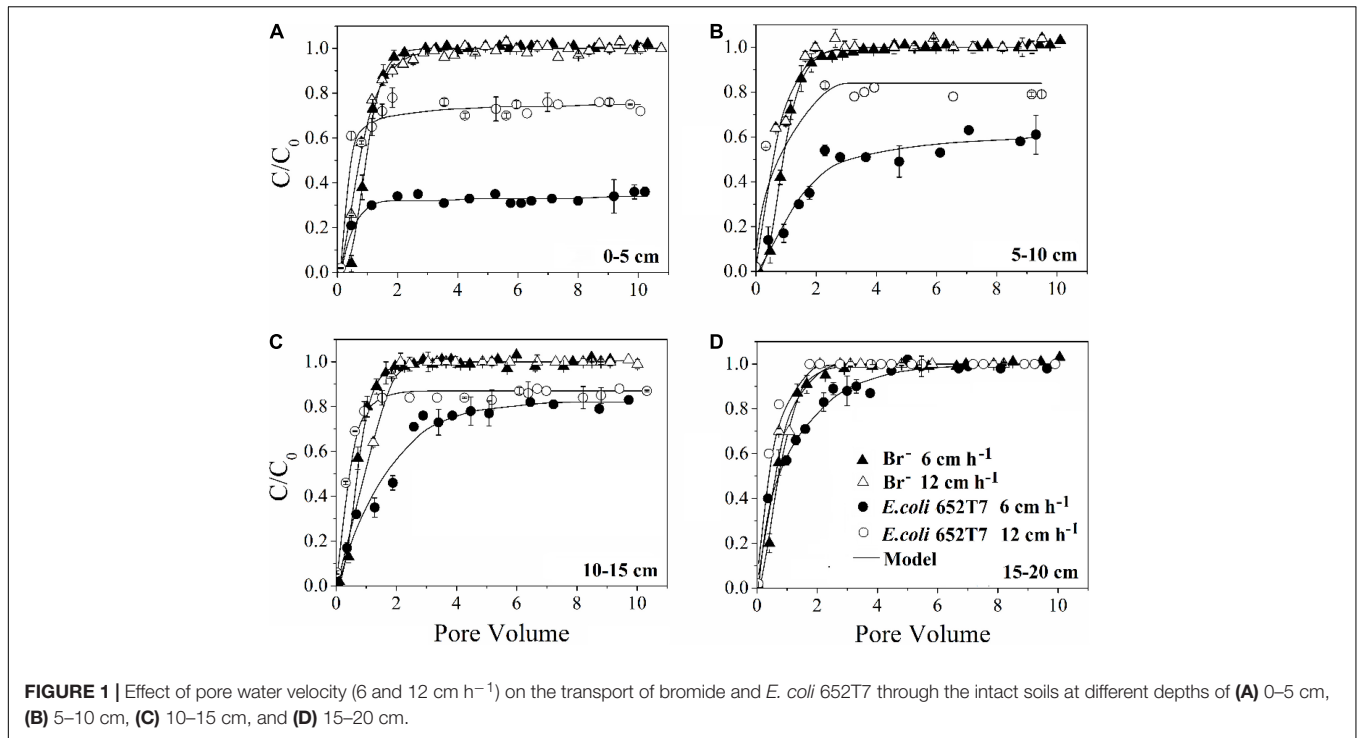 A
C/C0
1.0
0.8
0.6
0.4
0.2
0.0
0 2 4 6 8 10
0-5 cm
B
1.0
0.8
0.6
0.4
0.2
0.0
0 2 4 6 8 10
5-10 cm
C
C/C0
1.0
0.8
0.6
0.4
0.2
0.0
0 2 4 6 8 10
10-15 cm
Pore Volume
D
1.0
0.8
0.6
0.4
0.2
0.0
0 2 4 6 8 10
Br- 6 cm h-1
Br- 12 cm h-1
E.coli 652T7 6 cm h-1
E.coli 652T7 12 cm h-1
Model
15-20 cm
Pore Volume
FIGURE 1 | Effect of pore water velocity (6 and 12 cm h−1) on the transport of bromide and E. coli 652T7 through the intact soils at different depths of (A) 0–5 cm,
(B) 5–10 cm, (C) 10–15 cm, and (D) 15–20 cm.